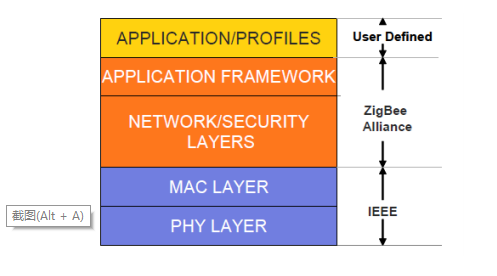 APPLICATION/PROFILES
User Defined
APPLICATION FRAMEWORK
NETWORK/SECURITY
LAYERS
ZigBee
Alliance
MAC LAYER
截图(Alt + A)
IEEE
PHY LAYER